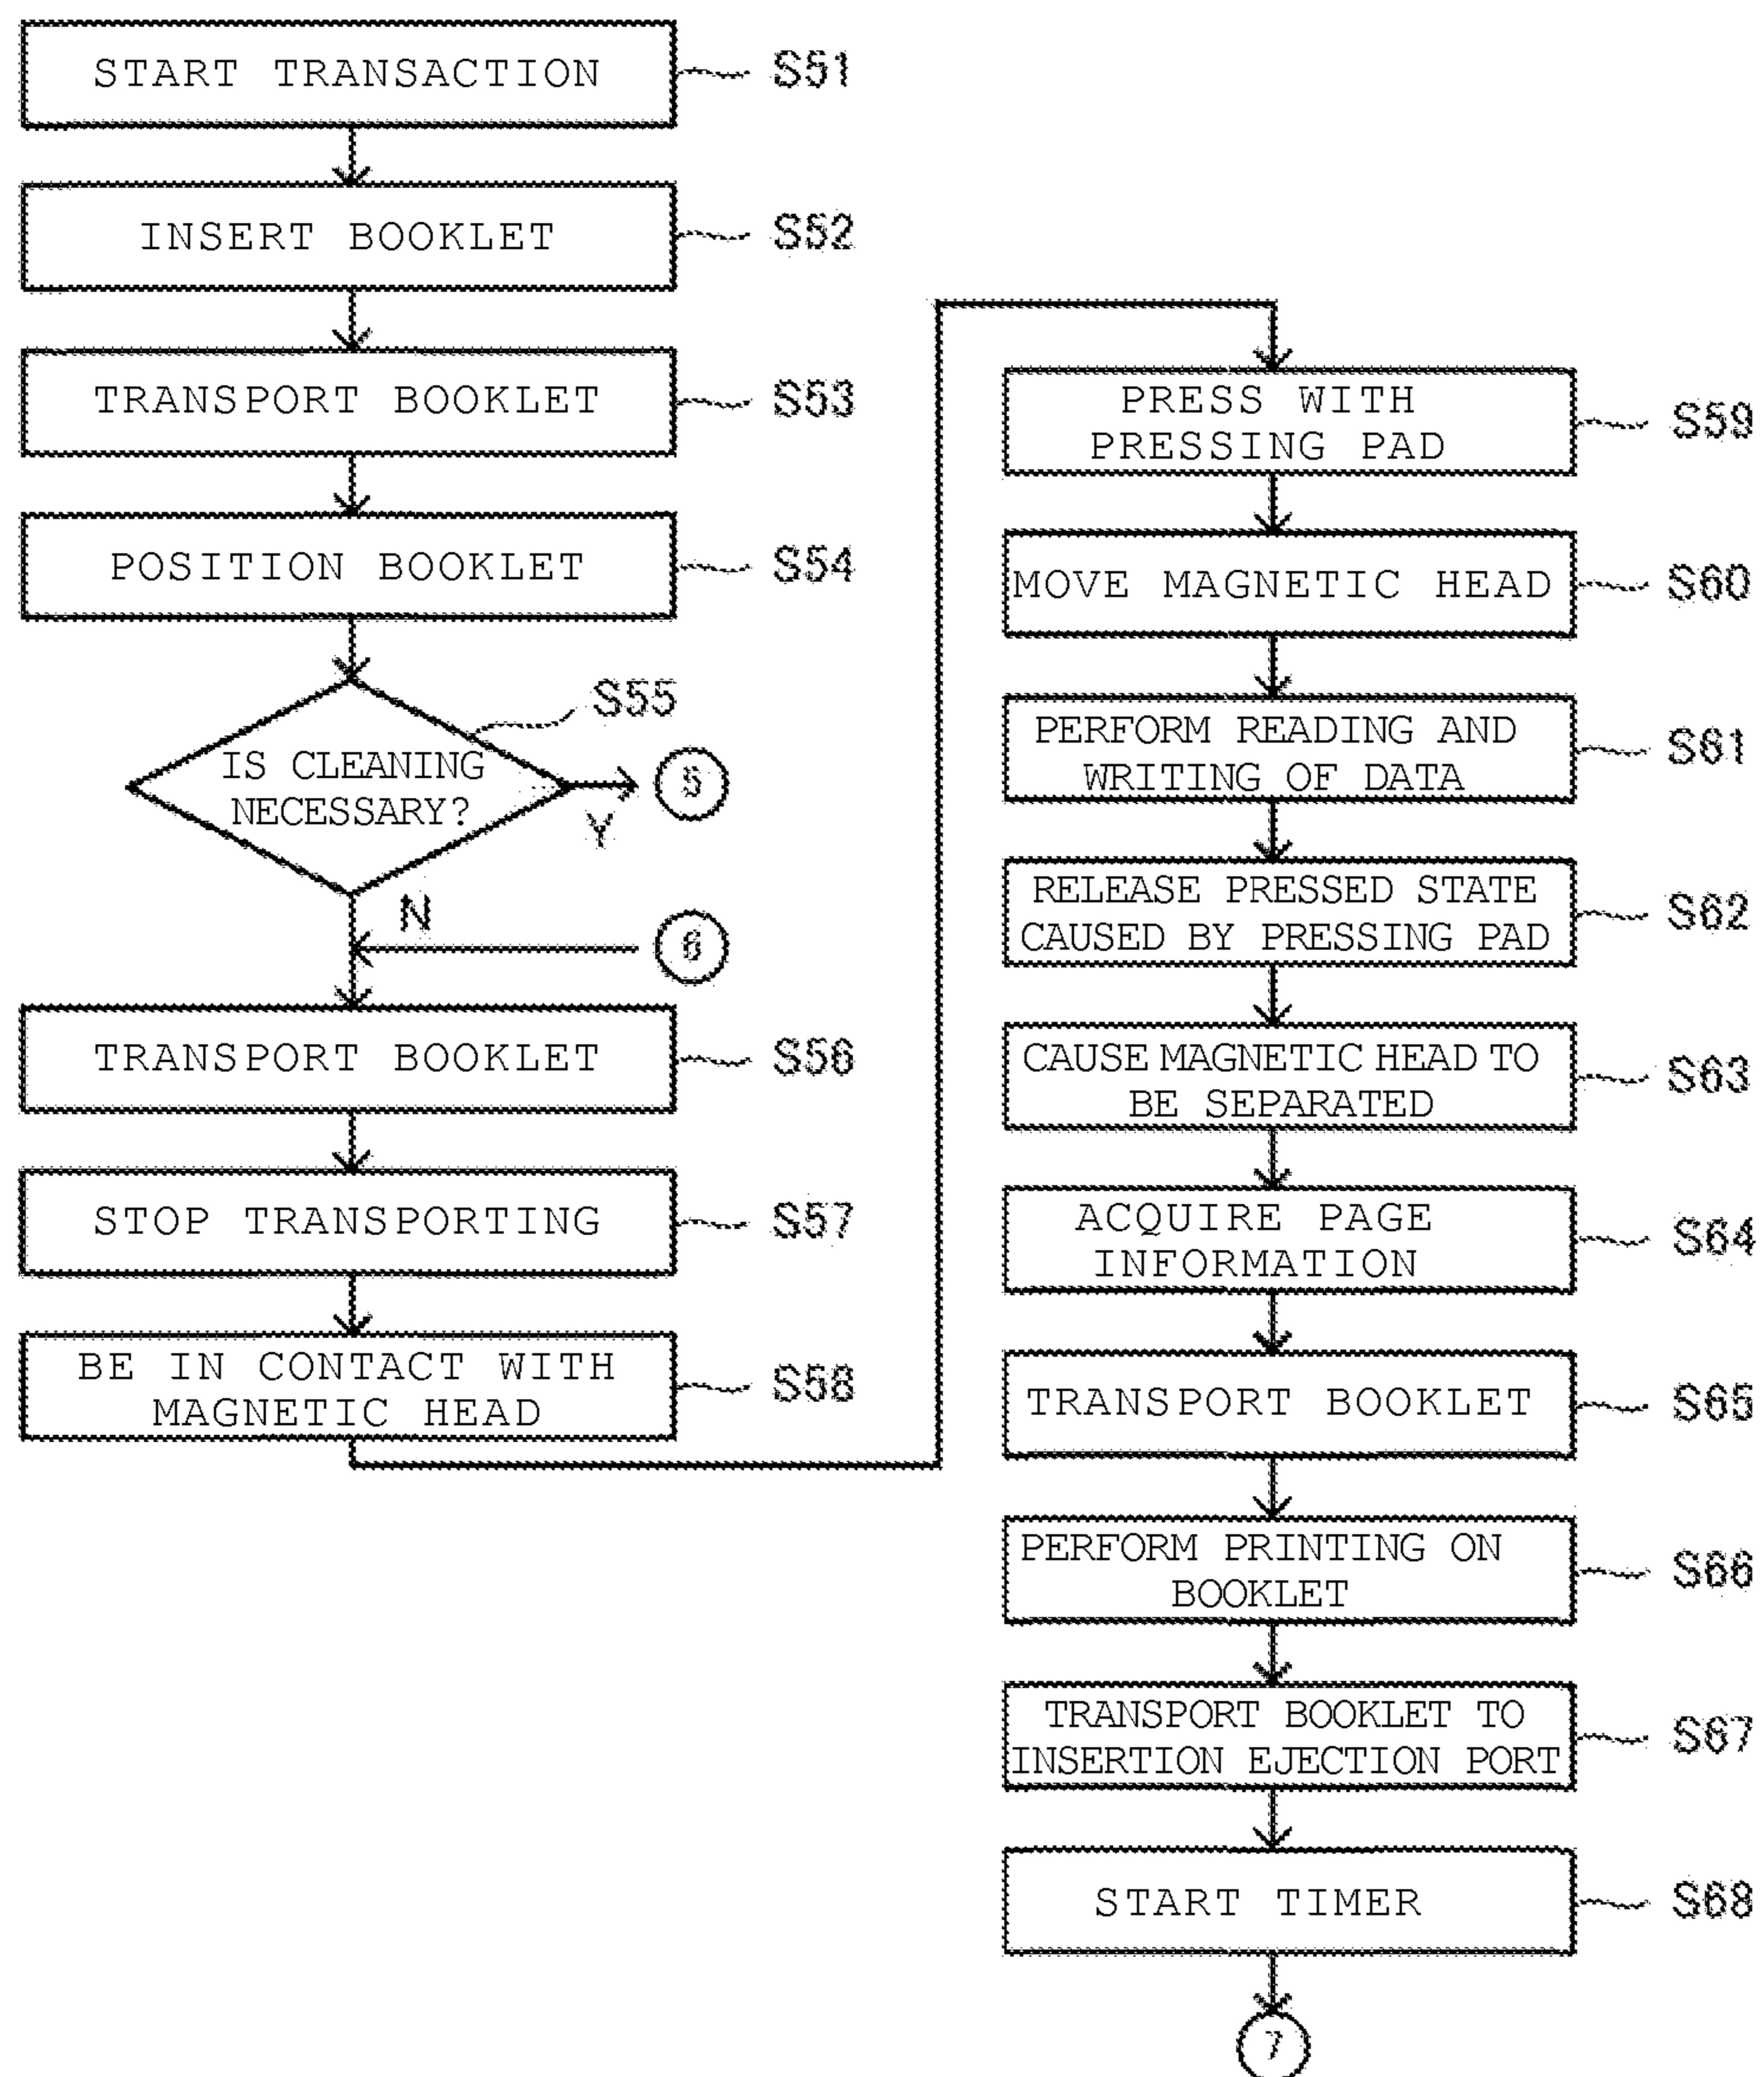 START TRANSACTION
S51
INSERT BOOKLET
S52
TRANSPORT BOOKLET
S53
POSITION BOOKLET
S54
S55
IS CLEANING
NECESSARY?
5
Y
N
6
TRANSPORT BOOKLET
S56
STOP TRANSPORTING
S57
BE IN CONTACT WITH
MAGNETIC HEAD
S58
PRESS WITH
PRESSING PAD
S59
MOVE MAGNETIC HEAD
S60
PERFORM READING AND
WRITING OF DATA
S61
RELEASE PRESSED STATE
CAUSED BY PRESSING PAD
S62
CAUSE MAGNETIC HEAD TO
BE SEPARATED
S63
ACQUIRE PAGE
INFORMATION
S64
TRANSPORT BOOKLET
S65
PERFORM PRINTING ON
BOOKLET
S66
TRANSPORT BOOKLET TO
INSERTION EJECTION PORT
S67
START TIMER
S68
7